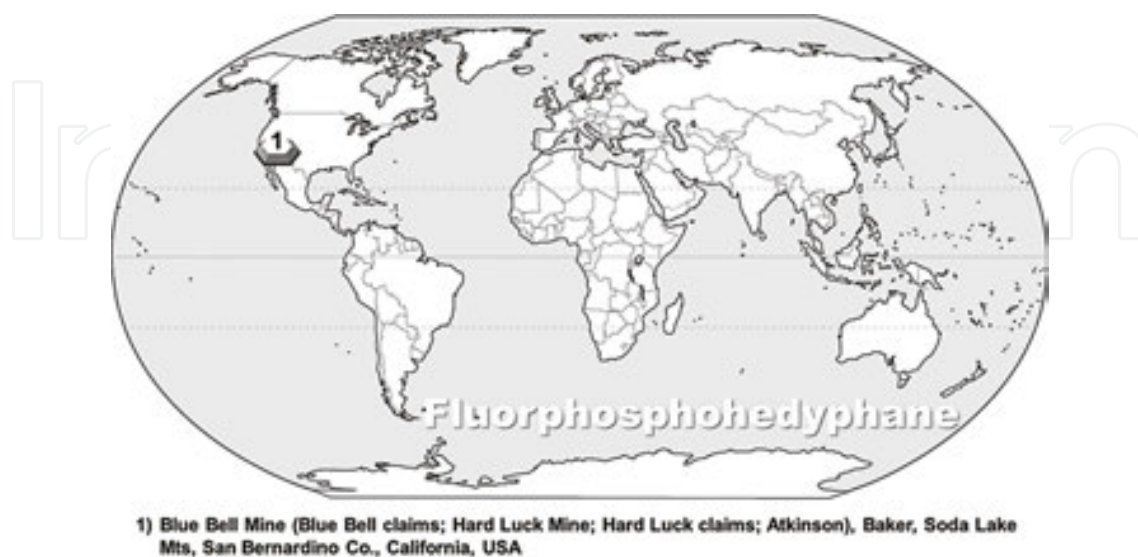 1
Fluorphosphohedyphane
1) Blue Bell Mine (Blue Bell claims; Hard Luck Mine; Hard Luck claims; Atkinson), Baker, Soda Lake
Mts, San Bernardino Co., California, USA